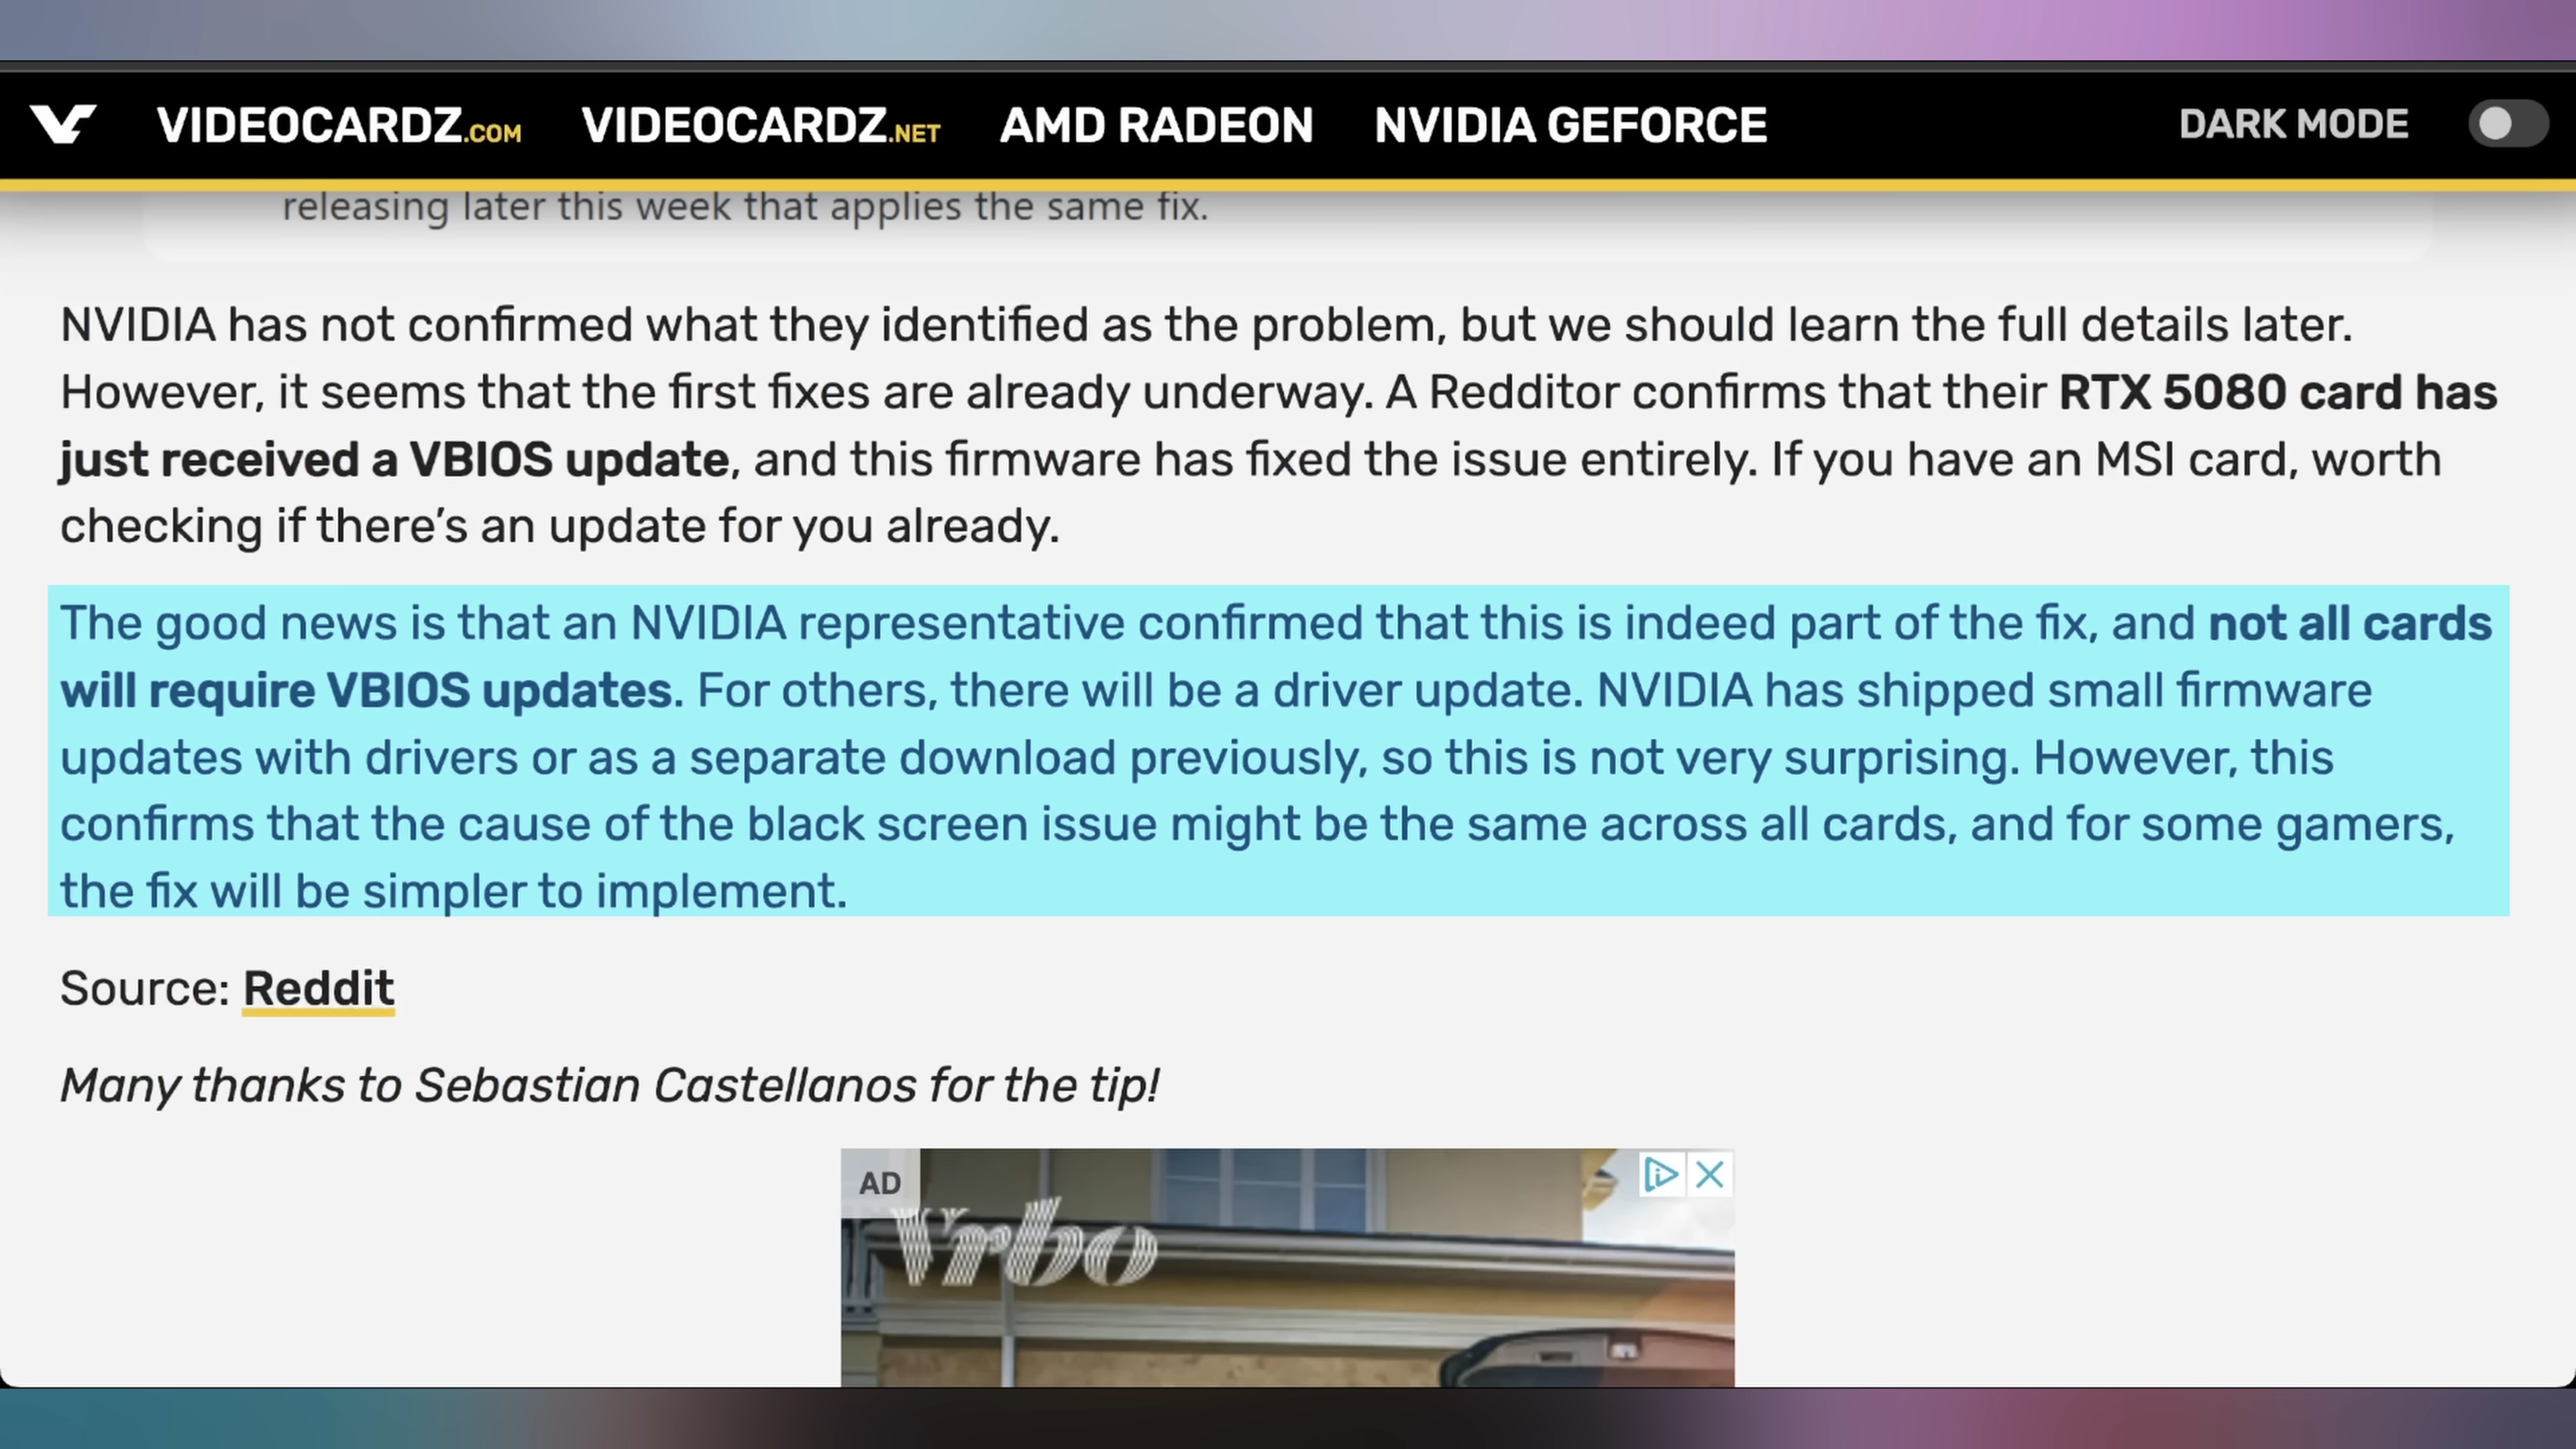 VIDEOCARDZ.COM VIDEOCARDZ.NET AMD RADEON NVIDIA GEFORCE DARK MODE
releasing later this week that applies the same fix.
NVIDIA has not confirmed what they identified as the problem, but we should learn the full details later.
However, it seems that the first fixes are already underway. A Redditor confirms that their RTX 5080 card has
just received a VBIOS update, and this firmware has fixed the issue entirely. If you have an MSI card, worth
checking if there’s an update for you already.
The good news is that an NVIDIA representative confirmed that this is indeed part of the fix, and not all cards
will require VBIOS updates. For others, there will be a driver update. NVIDIA has shipped small firmware
updates with drivers or as a separate download previously, so this is not very surprising. However, this
confirms that the cause of the black screen issue might be the same across all cards, and for some gamers,
the fix will be simpler to implement.
Source: Reddit
Many thanks to Sebastian Castellanos for the tip!
AD
Vrbo